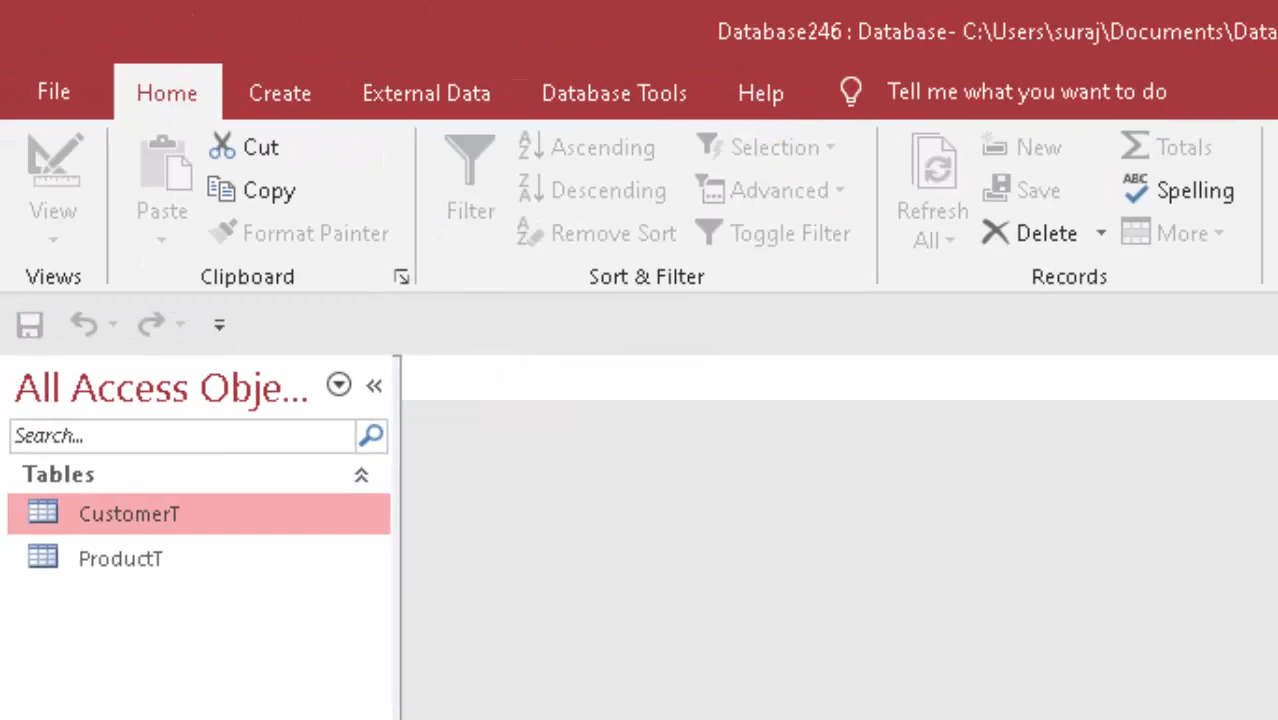 Database246 : Database- C:\Users\suraj\Documents\Data
File Home Create External Data Database Tools Help Tell me what you want to do
View
Views
Paste
Cut
Copy
Format Painter
Clipboard
Filter
Ascending
Descending
Remove Sort
Selection
Advanced
Toggle Filter
Sort & Filter
Refresh
All
New
Save
Delete
Totals
ABC
Spelling
More
Records
All Access Obje...
Search...
Tables
CustomerT
ProductT